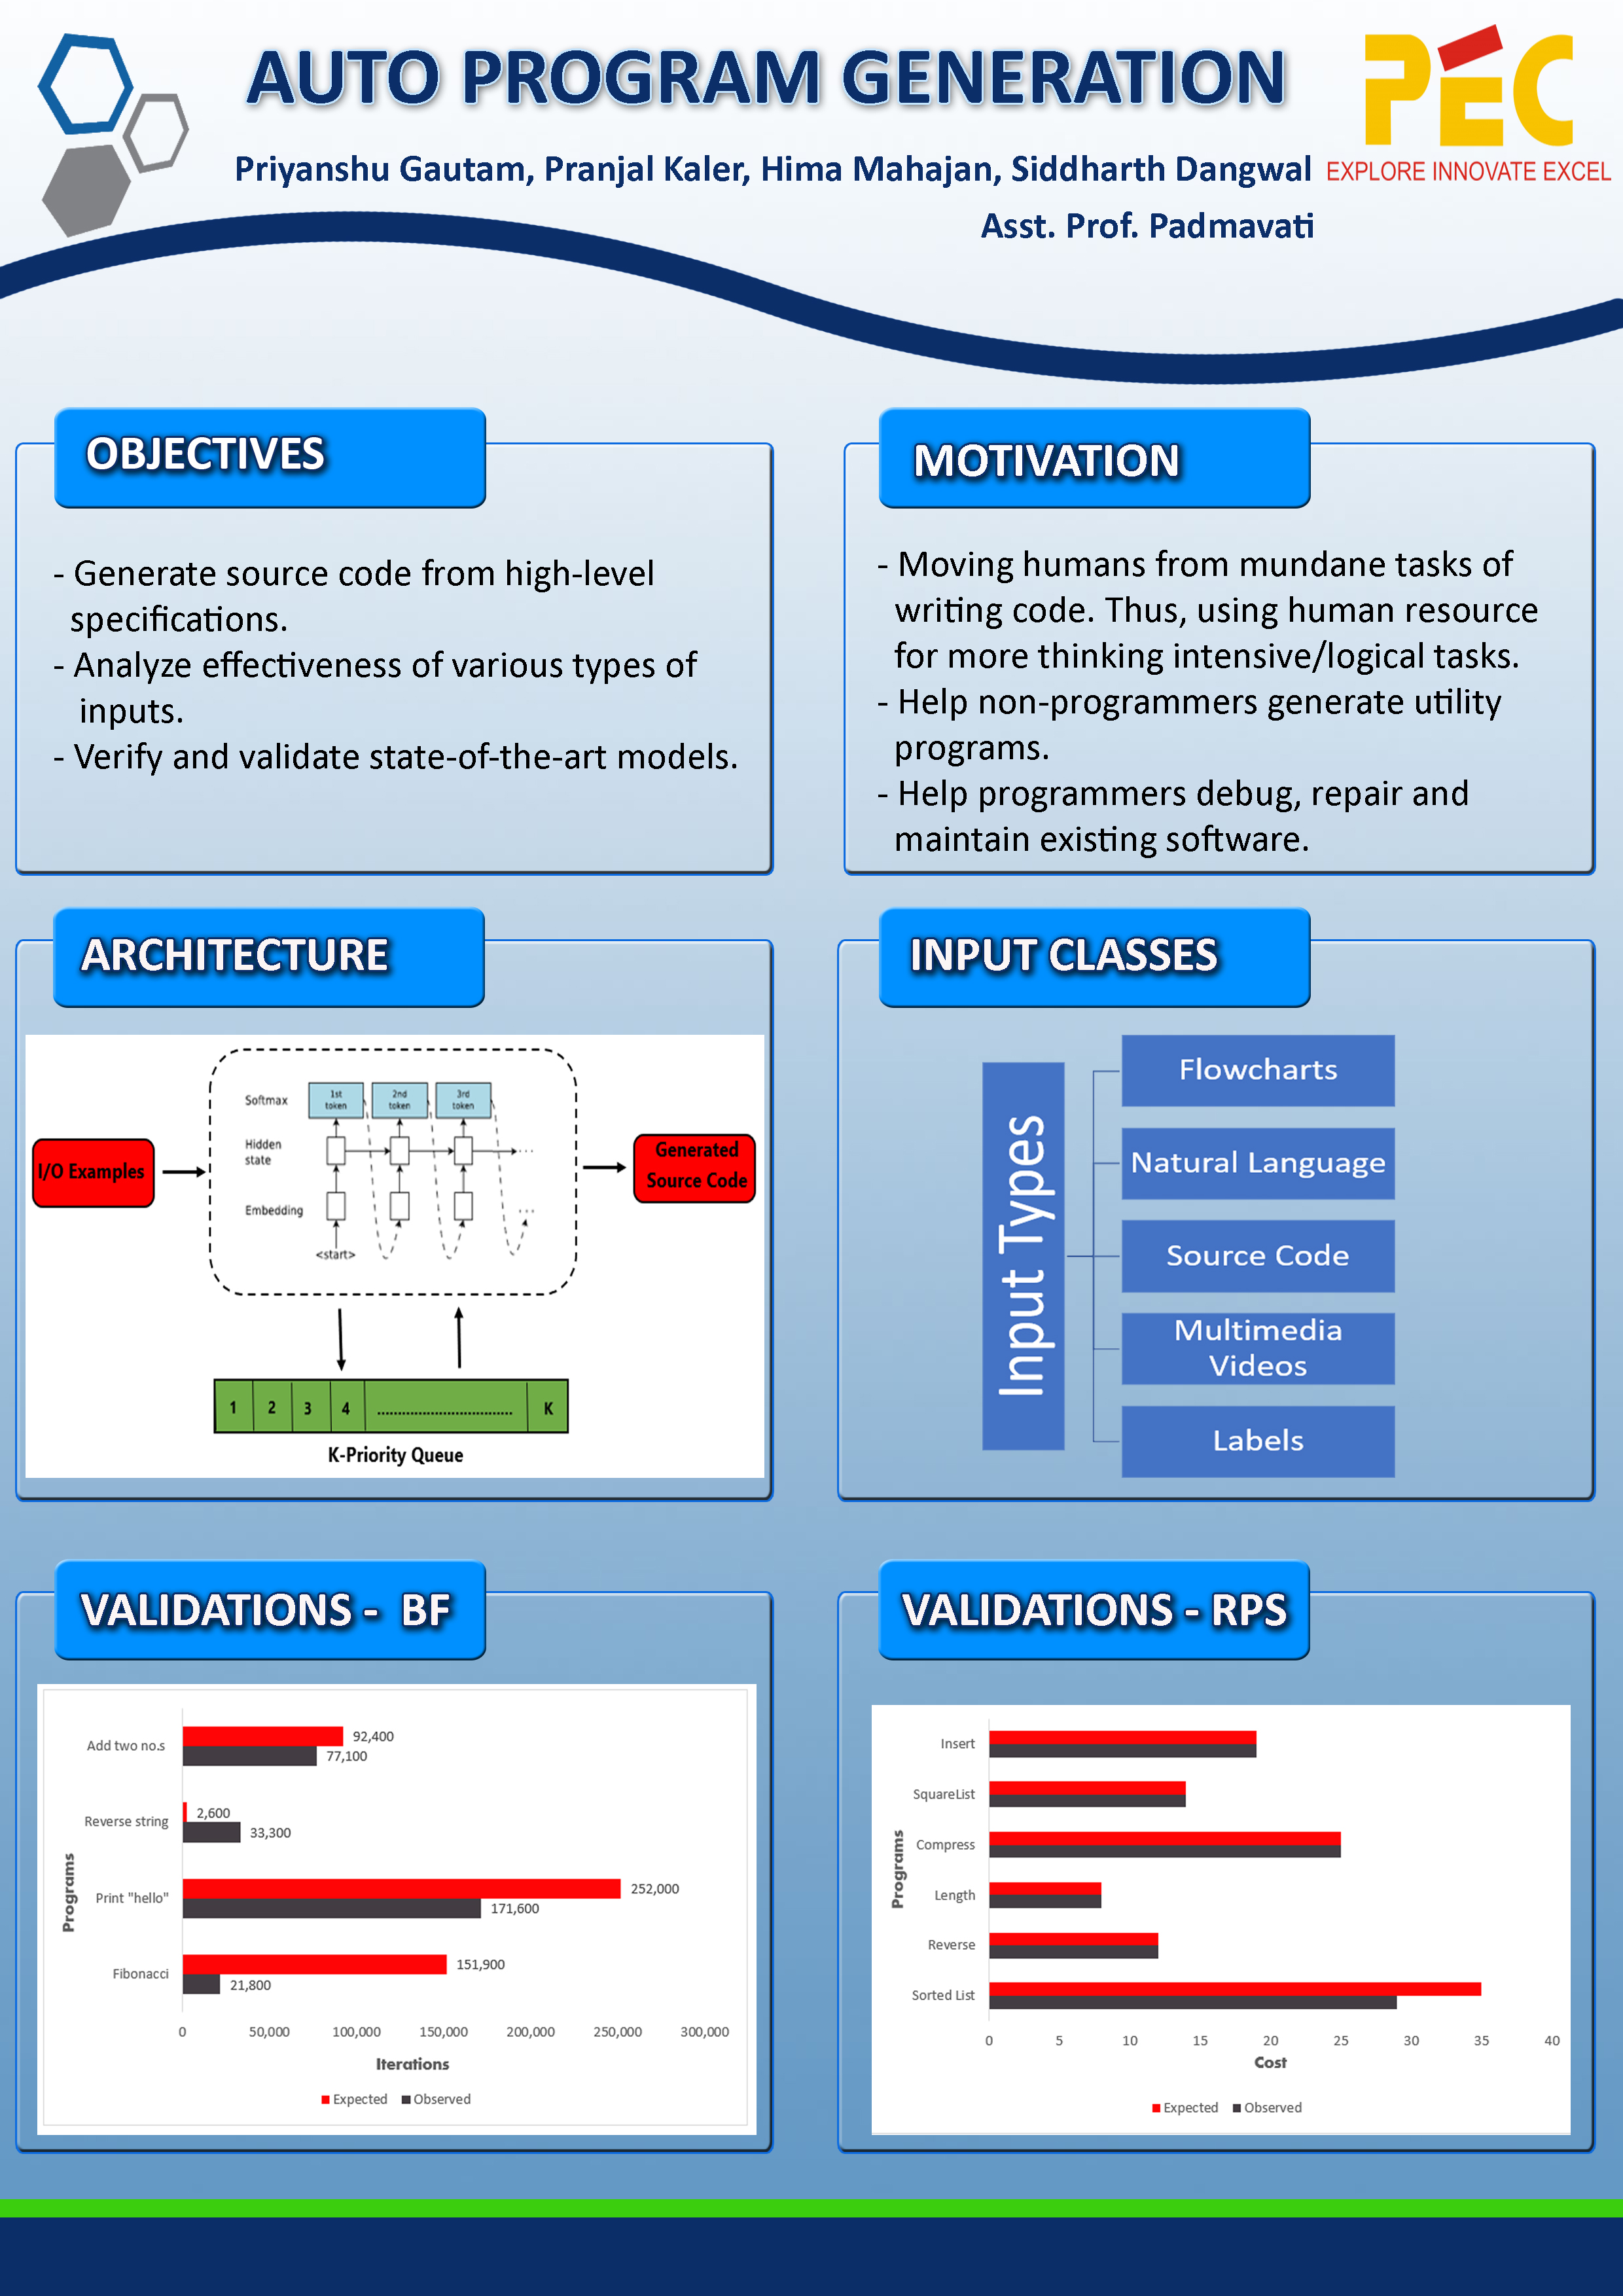 AUTO PROGRAM GENERATION
PEC
EXPLORE INNOVATE EXCEL
Priyanshu Gautam, Pranjal Kaler, Hima Mahajan, Siddharth Dangwal
Asst. Prof. Padmavati
OBJECTIVES
- Generate source code from high-level
specifications.
- Analyze effectiveness of various types of
inputs.
- Verify and validate state-of-the-art models.
MOTIVATION
- Moving humans from mundane tasks of
writing code. Thus, using human resource
for more thinking intensive/logical tasks.
- Help non-programmers generate utility
programs.
- Help programmers debug, repair and
maintain existing software.
ARCHITECTURE
I/O Examples
Softmax
1st
token
2nd
token
3rd
token
Hidden
state
...
Embedding
...
<start>
Generated
Source Code
1 2 3 4 ................................ K
K-Priority Queue
INPUT CLASSES
Input Types
Flowcharts
Natural Language
Source Code
Multimedia
Videos
Labels
VALIDATIONS - BF
Programs
Add two no.s
92,400
77,100
Reverse string
2,600
33,300
Print "hello"
252,000
171,600
Fibonacci
151,900
21,800
0 50,000 100,000 150,000 200,000 250,000 300,000
Iterations
Expected Observed
VALIDATIONS - RPS
Programs
Insert
SquareList
Compress
Length
Reverse
Sorted List
0 5 10 15 20 25 30 35 40
Cost
Expected Observed